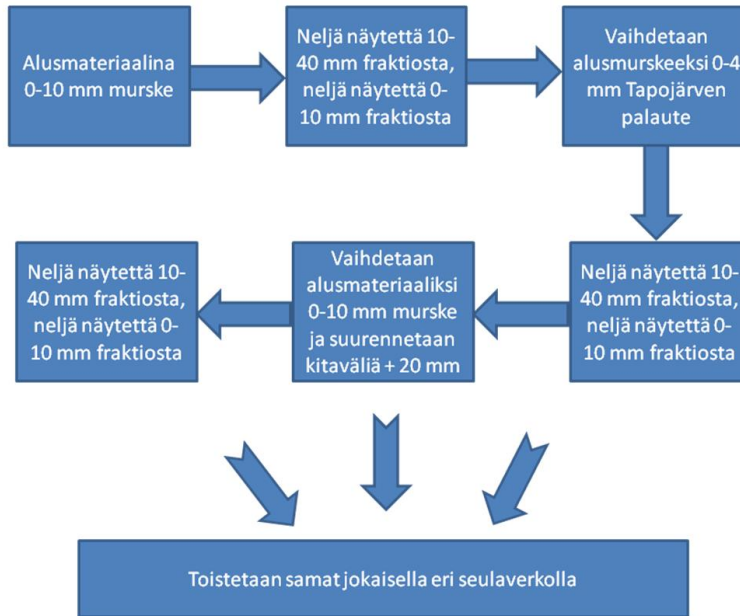 Alusmateriaalina
0-10 mm murske
Neljä näytettä 10-
40 mm fraktiosta,
neljä näytettä 0-
10 mm fraktiosta
Vaihdetaan
alusmurskeeksi 0-4
mm Tapojärven
palaute
Neljä näytettä 10-
40 mm fraktiosta,
neljä näytettä 0-
10 mm fraktiosta
Vaihdetaan
alusmateriaaliksi
0-10 mm murske
ja suurennetaan
kitaväliä + 20 mm
Neljä näytettä 10-
40 mm fraktiosta,
neljä näytettä 0-
10 mm fraktiosta
Toistetaan samat jokaisella eri seulaverkolla